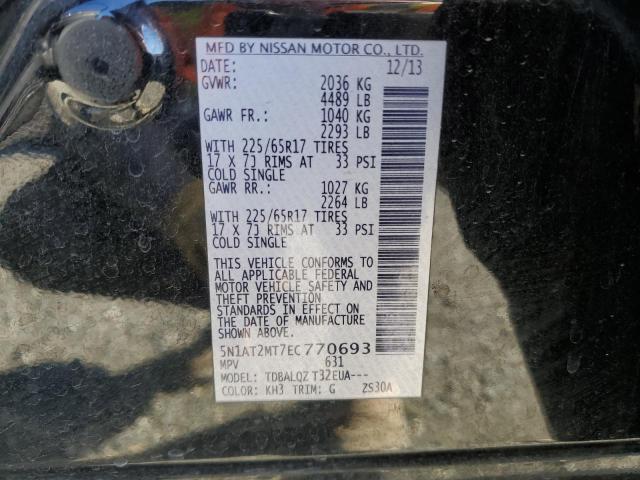 MFD BY NISSAN MOTOR CO., LTD.
DATE: 12/13
GVWR: 2036 KG
4489 LB
GAWR FR.: 1040 KG
2293 LB
WITH 225/65R17 TIRES
17 X 7J RIMS AT 33 PSI
COLD SINGLE
GAWR RR.: 1027 KG
2264 LB
WITH 225/65R17 TIRES
17 X 7J RIMS AT 33 PSI
COLD SINGLE
THIS VEHICLE CONFORMS TO
ALL APPLICABLE FEDERAL
MOTOR VEHICLE SAFETY AND
THEFT PREVENTION
STANDARDS IN EFFECT ON
THE DATE OF MANUFACTURE
SHOWN ABOVE.
5N1AT2MT7EC770693
MPV 631
MODEL: TDBALQZ T32EUA---
COLOR: KH3 TRIM: G ZS30A